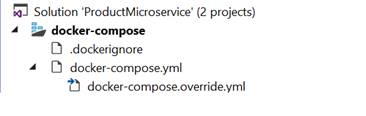 Solution 'ProductMicroservice' (2 projects)
docker-compose
.dockerignore
docker-compose.yml
docker-compose.override.yml